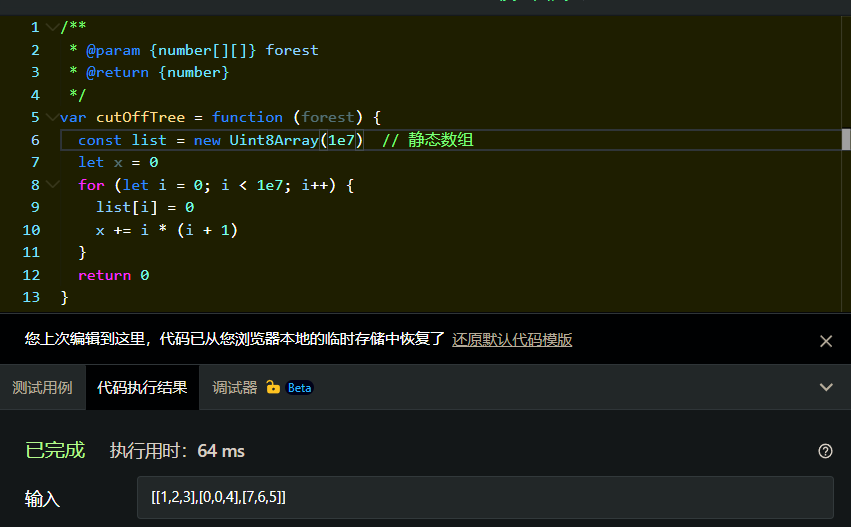 1 /**
2 * @param {number[][]} forest
3 * @return {number}
4 */
5 var cutOffTree = function (forest) {
6 const list = new Uint8Array(1e7) // 静态数组
7 let x = 0
8 for (let i = 0; i < 1e7; i++) {
9 list[i] = 0
10 x += i * (i + 1)
11 }
12 return 0
13 }
您上次编辑到这里，代码已从您浏览器本地的临时存储中恢复了 还原默认代码模版
测试用例 代码执行结果 调试器 Beta
已完成 执行用时：64 ms
输入 [[1,2,3],[0,0,4],[7,6,5]]